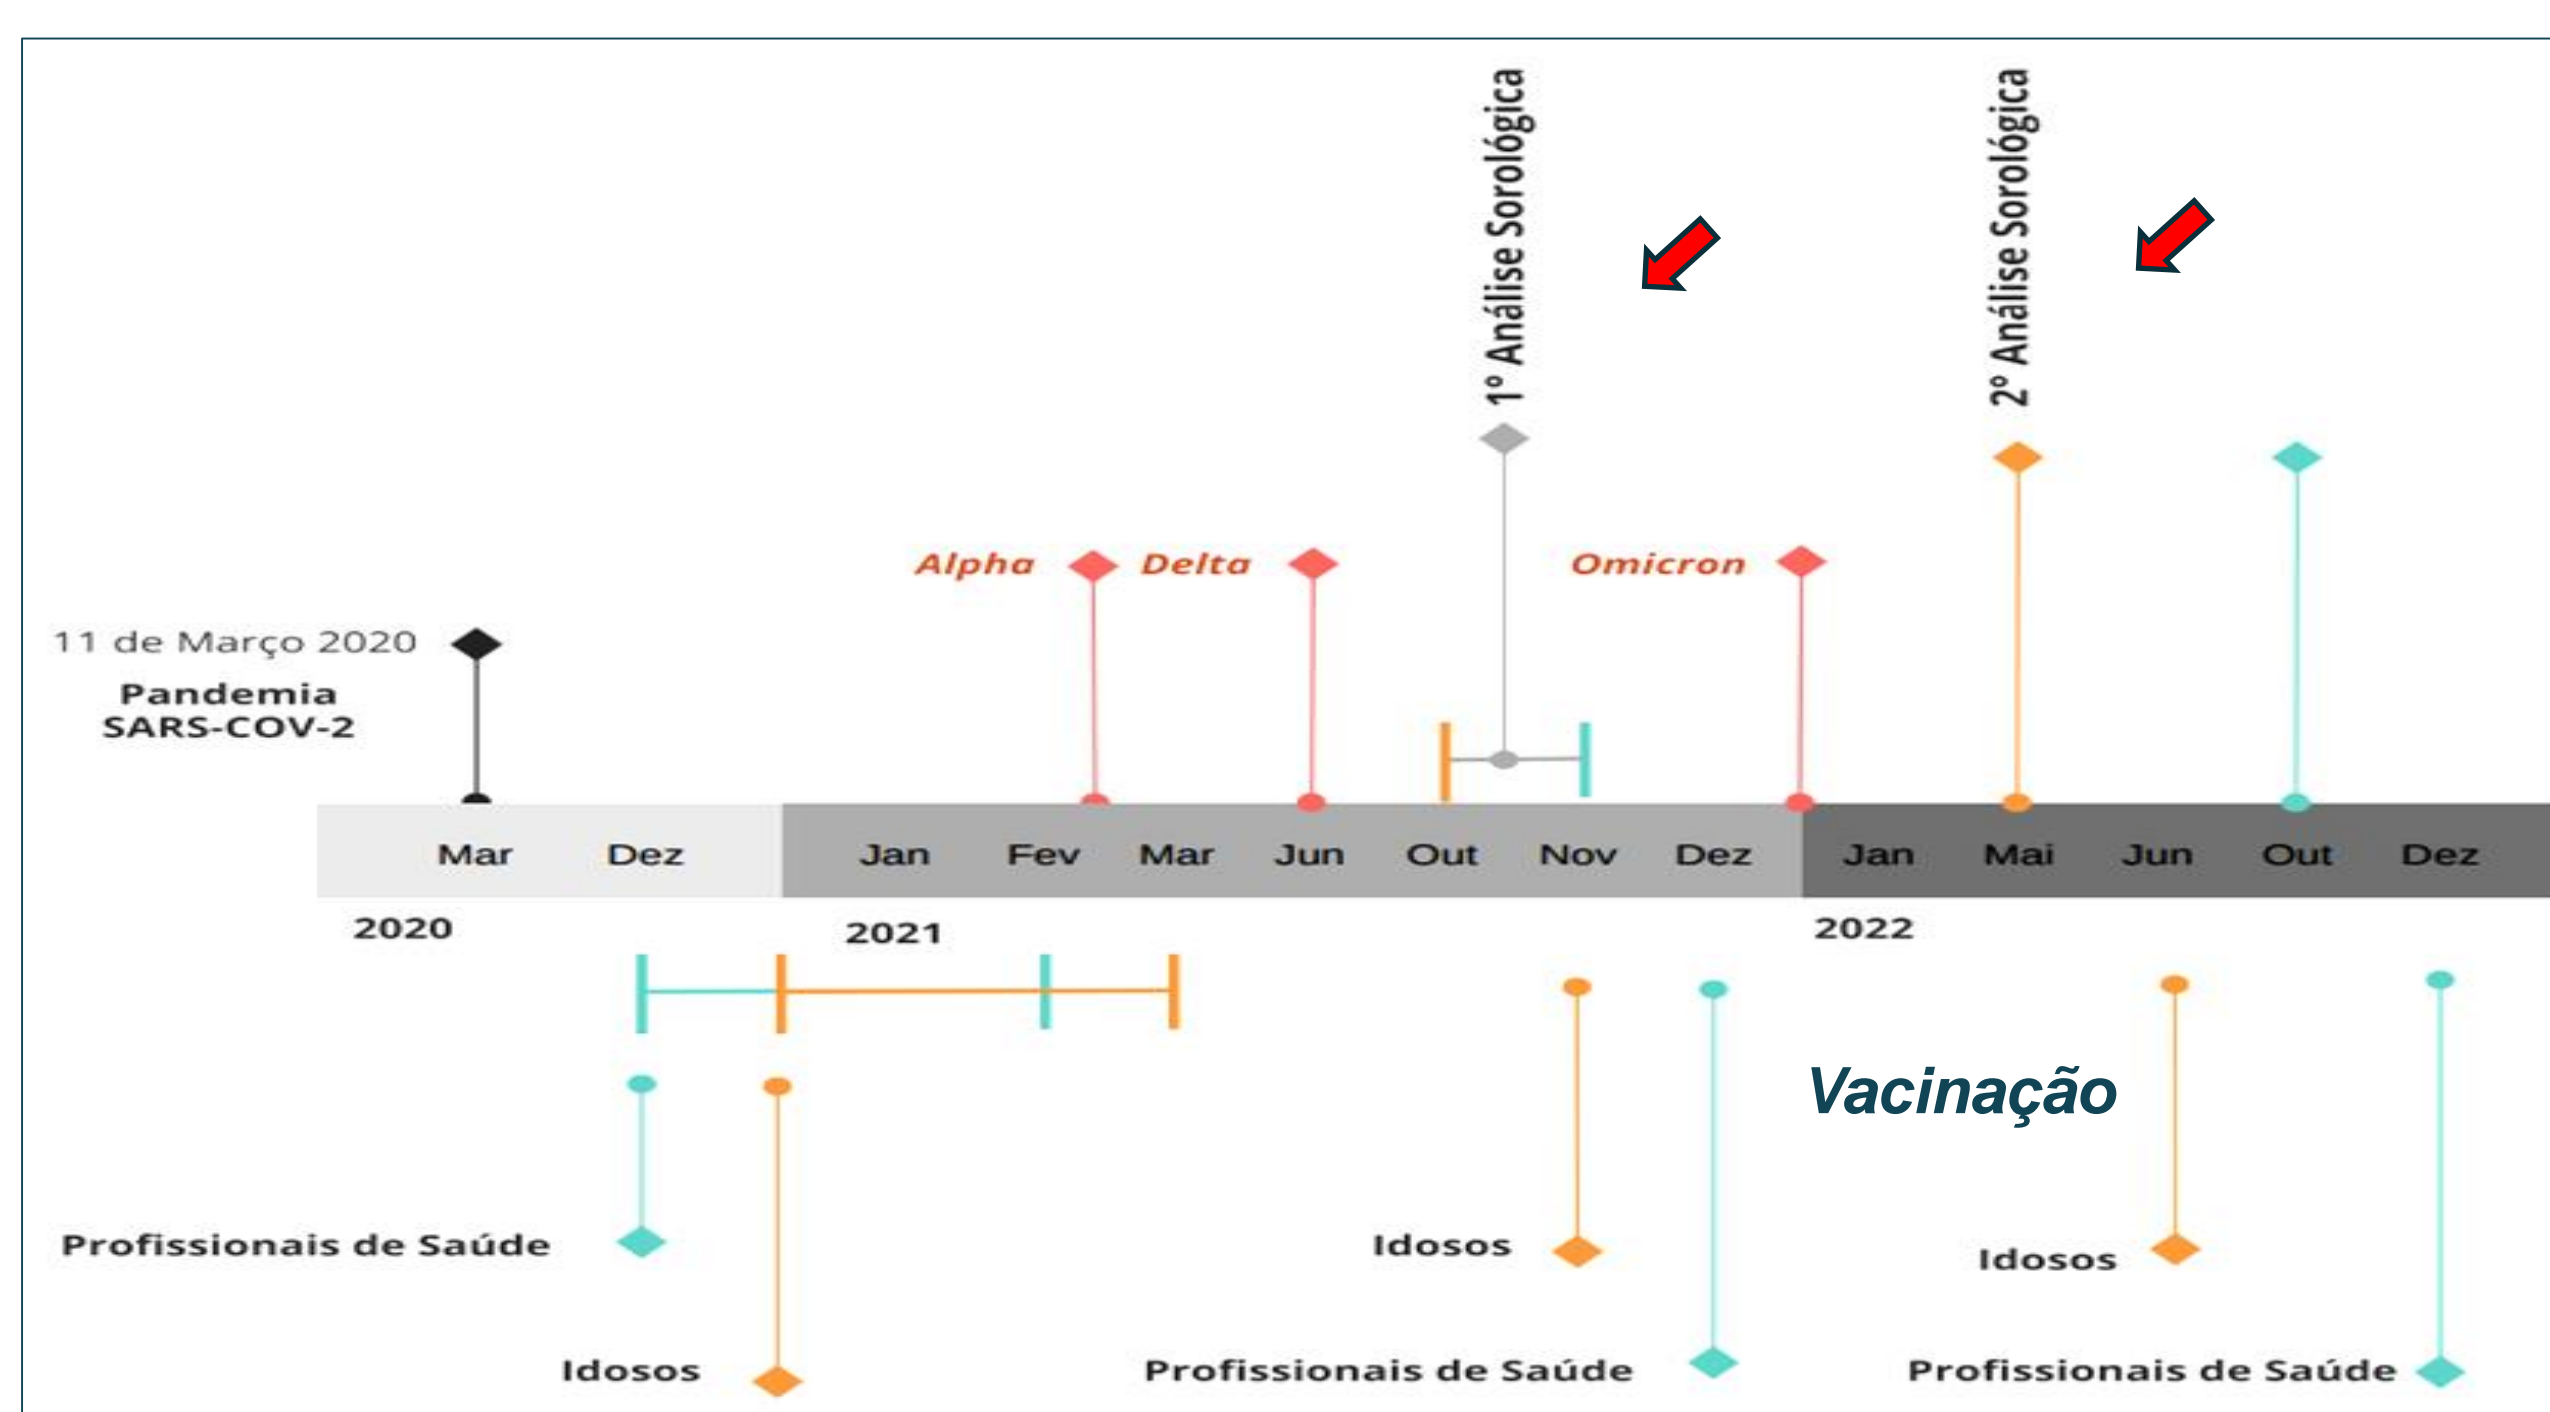 1º Análise Sorológica
2º Análise Sorológica
Alpha
Delta
Omicron
11 de Março 2020
Pandemia
SARS-COV-2
Mar Dez Jan Fev Mar Jun Out Nov Dez Jan Mai Jun Out Dez
2020
2021
2022
Vacinação
Profissionais de Saúde
Idosos
Idosos
Idosos
Profissionais de Saúde
Profissionais de Saúde